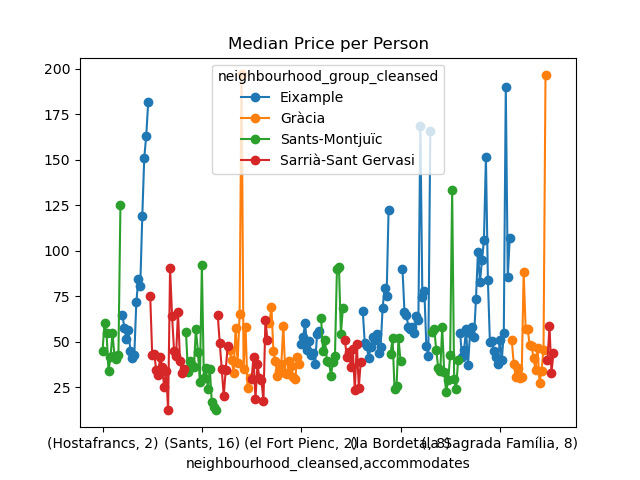 Median Price per Person
200
175
150
125
100
75
50
25
neighbourhood_group_cleansed
Eixample
Gràcia
Sants-Montjuïc
Sarrià-Sant Gervasi
(Hostafrancs, 2)
(Sants, 16)
(el Fort Pienc, 2)
(la Bordeta, 8)
(la Sagrada Família, 8)
neighbourhood_cleansed,accommodates